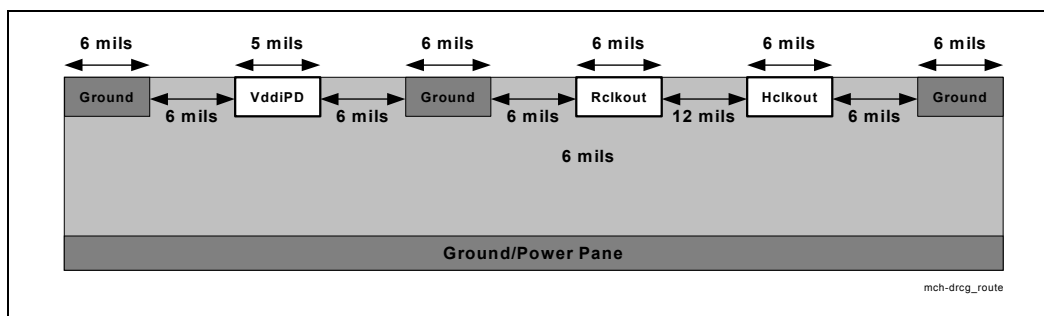 6 mils 5 mils 6 mils 6 mils 6 mils 6 mils
Ground VddiPD Ground Rclkout Hclkout Ground
6 mils 6 mils 6 mils 12 mils 6 mils
6 mils
Ground/Power Pane
mch-drcg_route